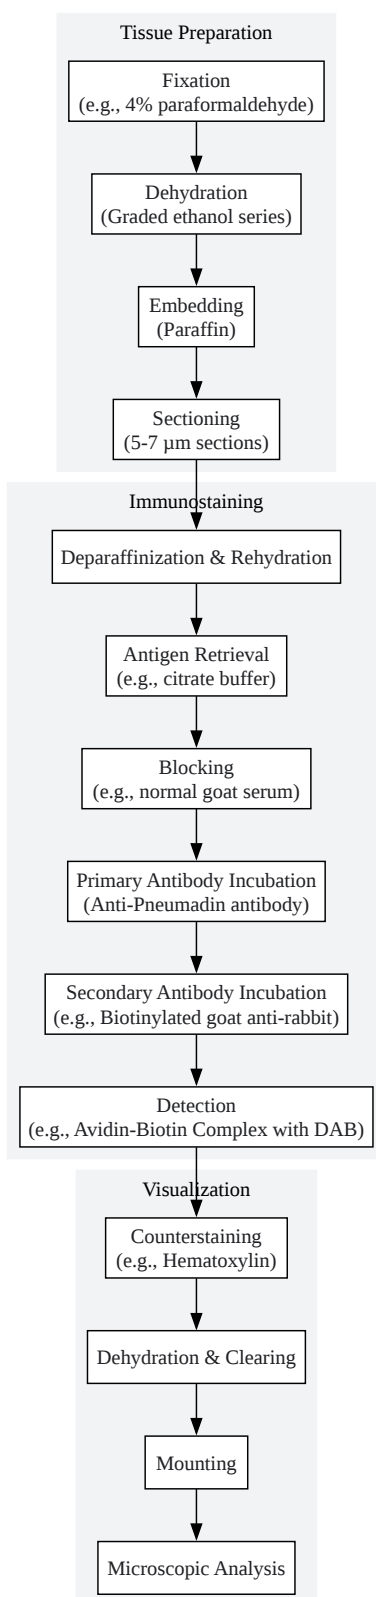 Tissue Preparation
Fixation
(e.g., 4% paraformaldehyde)
Dehydration
(Graded ethanol series)
Embedding
(Paraffin)
Sectioning
(5-7 µm sections)
Immunostaining
Deparaffinization & Rehydration
Antigen Retrieval
(e.g., citrate buffer)
Blocking
(e.g., normal goat serum)
Primary Antibody Incubation
(Anti-Pneumadin antibody)
Secondary Antibody Incubation
(e.g., Biotinylated goat anti-rabbit)
Detection
(e.g., Avidin-Biotin Complex with DAB)
Visualization
Counterstaining
(e.g., Hematoxylin)
Dehydration & Clearing
Mounting
Microscopic Analysis